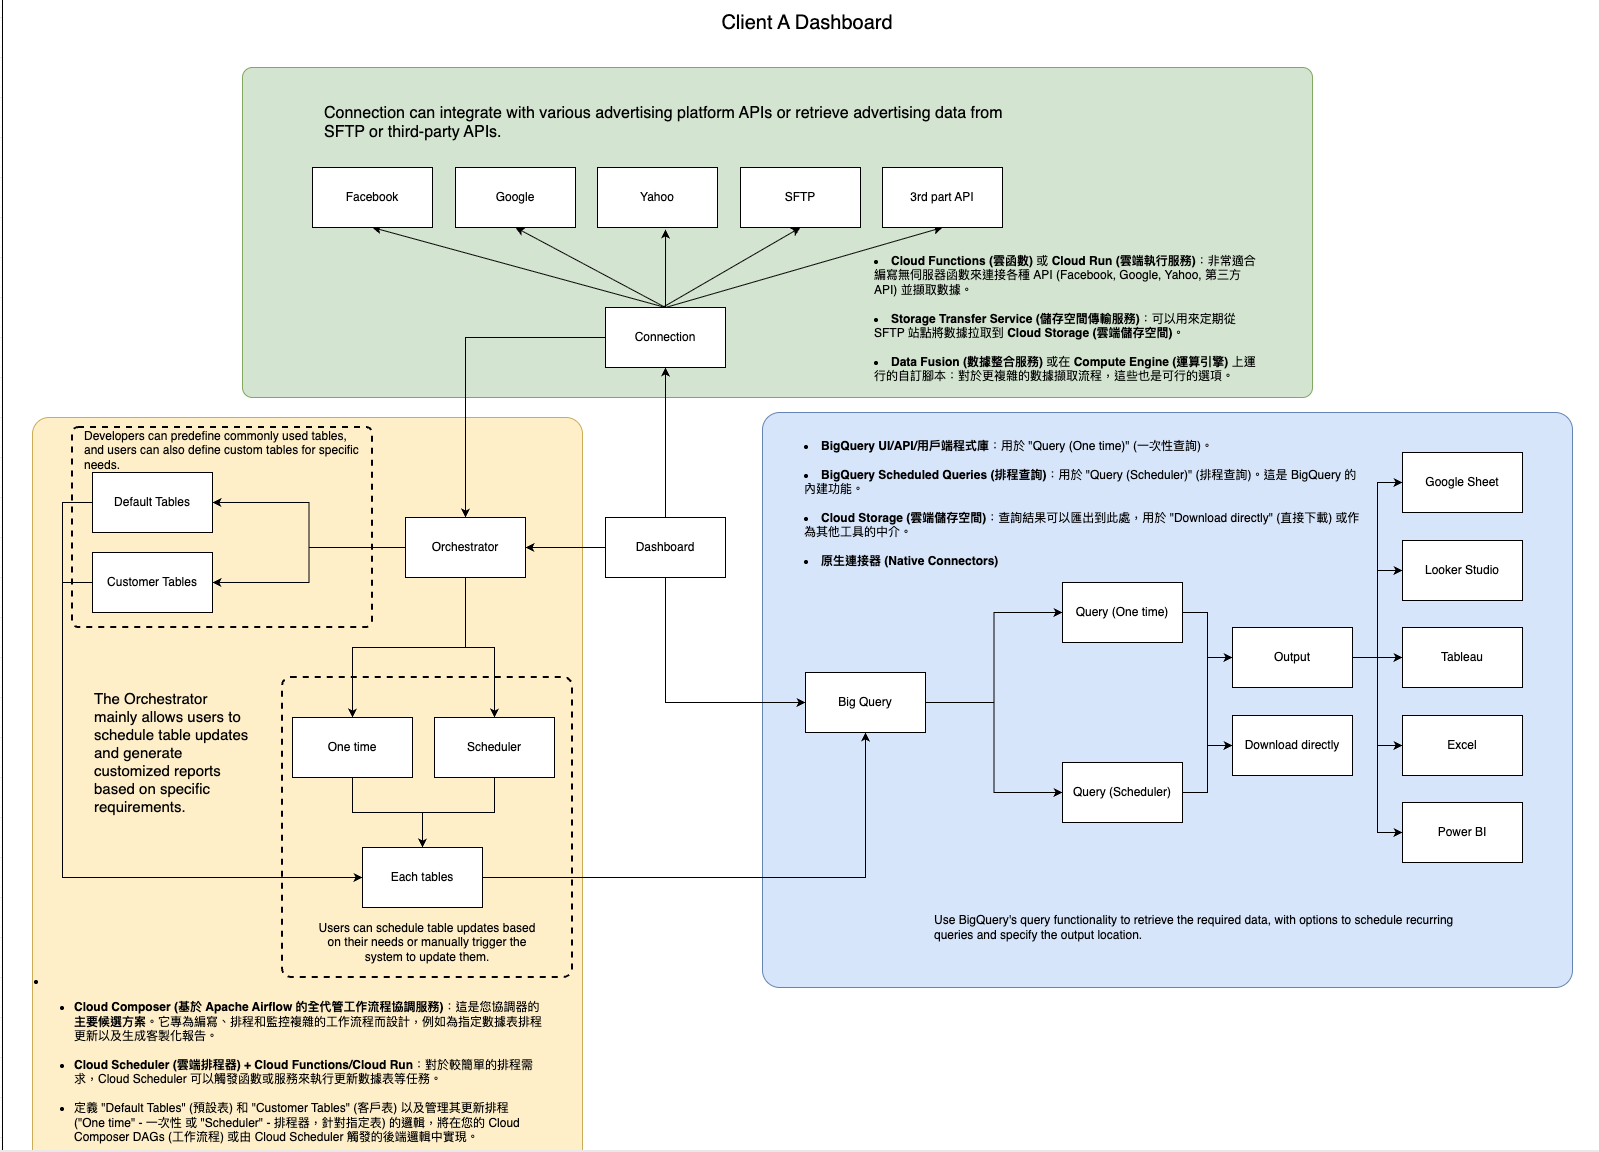 Client A Dashboard
Connection can integrate with various advertising platform APIs or retrieve advertising data from
SFTP or third-party APIs.
Facebook
Google
Yahoo
SFTP
3rd part API
• Cloud Functions (雲函數) 或 Cloud Run (雲端執行服務)：非常適合
編寫無伺服器函數來連接各種 API (Facebook, Google, Yahoo, 第三方
API) 並擷取數據。
• Storage Transfer Service (儲存空間傳輸服務)：可以用來定期從
SFTP 站點將數據拉取到 Cloud Storage (雲端儲存空間)。
• Data Fusion (數據整合服務) 或在 Compute Engine (運算引擎) 上運
行的自訂腳本：對於更複雜的數據擷取流程，這些也是可行的選項。
Connection
Developers can predefine commonly used tables,
and users can also define custom tables for specific
needs.
Default Tables
Customer Tables
Orchestrator
Dashboard
The Orchestrator
mainly allows users to
schedule table updates
and generate
customized reports
based on specific
requirements.
One time
Scheduler
Each tables
Users can schedule table updates based
on their needs or manually trigger the
system to update them.
•
• Cloud Composer (基於 Apache Airflow 的全代管工作流程協調服務)：這是您協調器的
主要候選方案。它專為編寫、排程和監控複雜的工作流程而設計，例如為指定數據表排程
更新以及生成客製化報告。
• Cloud Scheduler (雲端排程器) + Cloud Functions/Cloud Run：對於較簡單的排程需
求，Cloud Scheduler 可以觸發函數或服務來執行更新數據表等任務。
• 定義 "Default Tables" (預設表) 和 "Customer Tables" (客戶表) 以及管理其更新排程
("One time" - 一次性 或 "Scheduler" - 排程器，針對指定表) 的邏輯，將在您的 Cloud
Composer DAGs (工作流程) 或由 Cloud Scheduler 觸發的後端邏輯中實現。
• BigQuery UI/API/用戶端程式庫：用於 "Query (One time)" (一次性查詢)。
• BigQuery Scheduled Queries (排程查詢)：用於 "Query (Scheduler)" (排程查詢)。這是 BigQuery 的
內建功能。
• Cloud Storage (雲端儲存空間)：查詢結果可以匯出到此處，用於 "Download directly" (直接下載) 或作
為其他工具的中介。
• 原生連接器 (Native Connectors)
Big Query
Query (One time)
Query (Scheduler)
Output
Download directly
Google Sheet
Looker Studio
Tableau
Excel
Power BI
Use BigQuery's query functionality to retrieve the required data, with options to schedule recurring
queries and specify the output location.